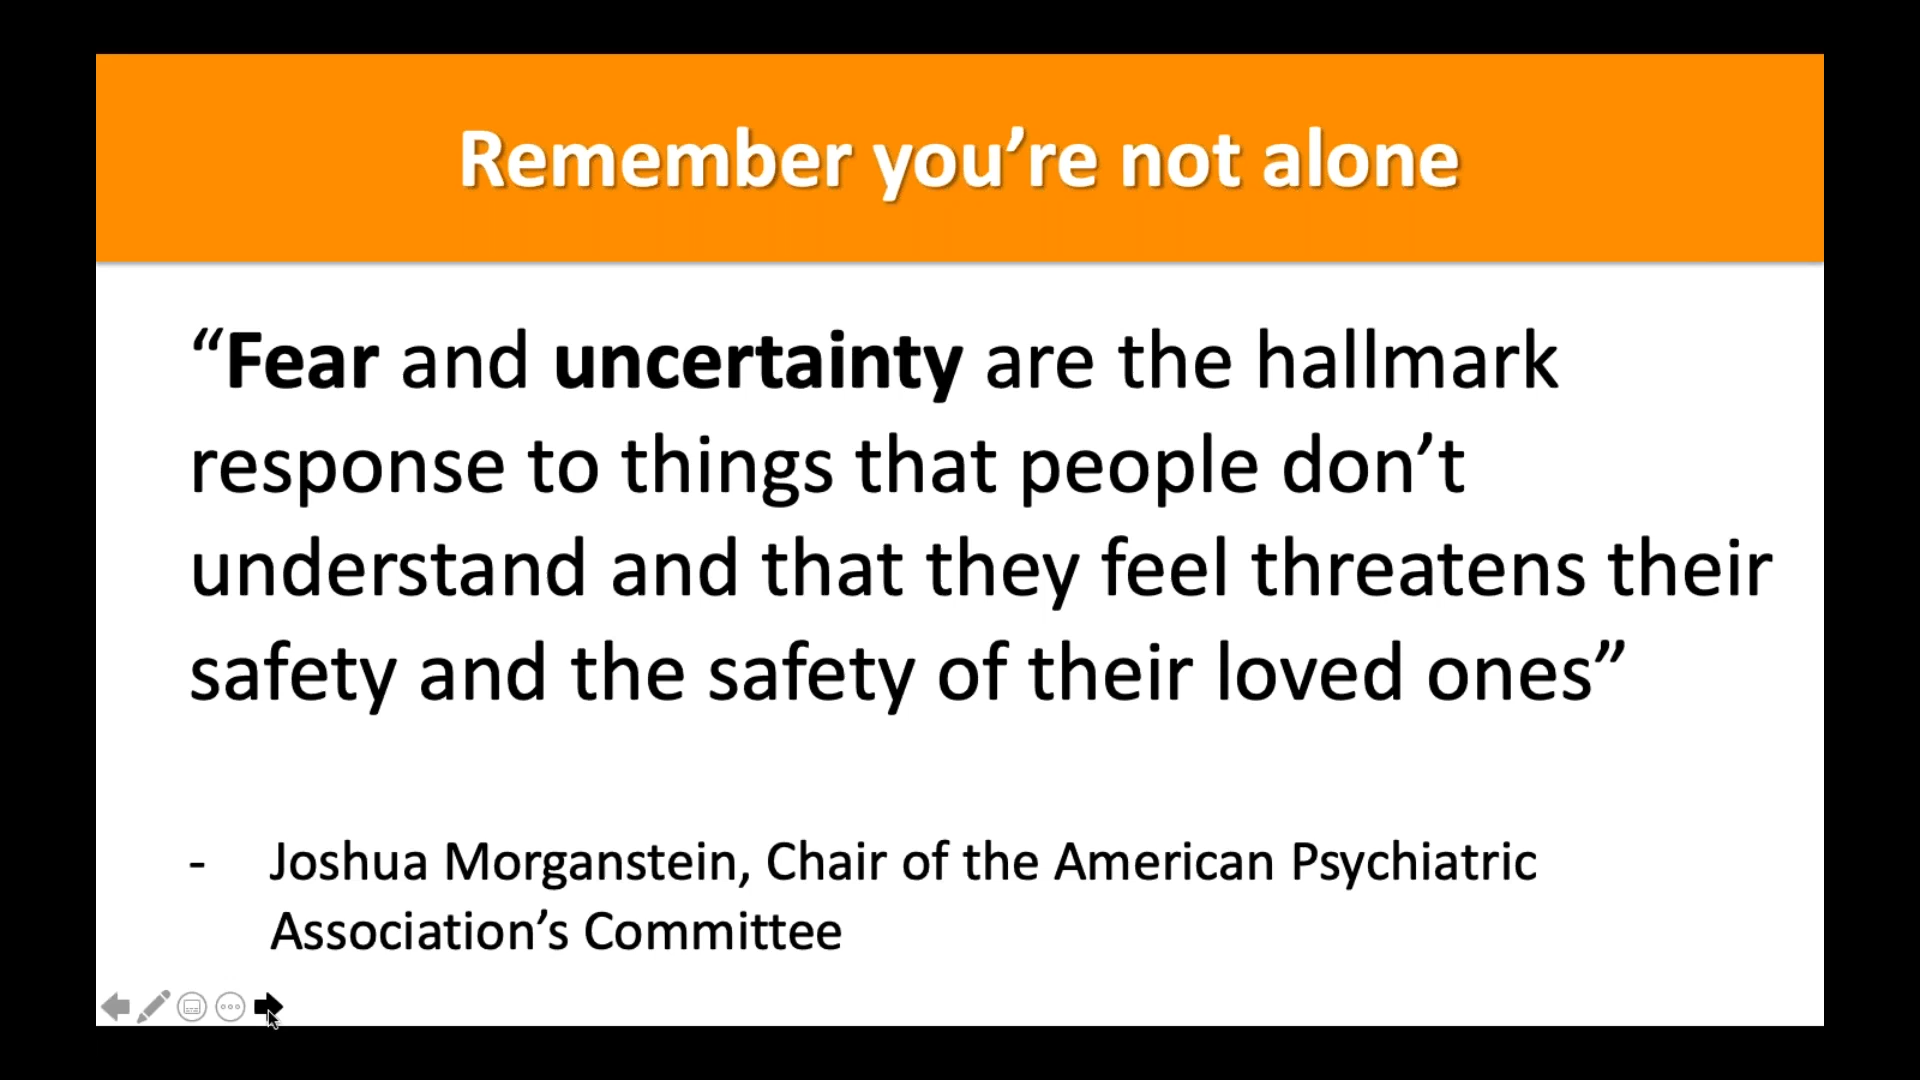 Remember you’re not alone
“Fear and uncertainty are the hallmark
response to things that people don’t
understand and that they feel threatens their
safety and the safety of their loved ones”
- Joshua Morganstein, Chair of the American Psychiatric
Association’s Committee